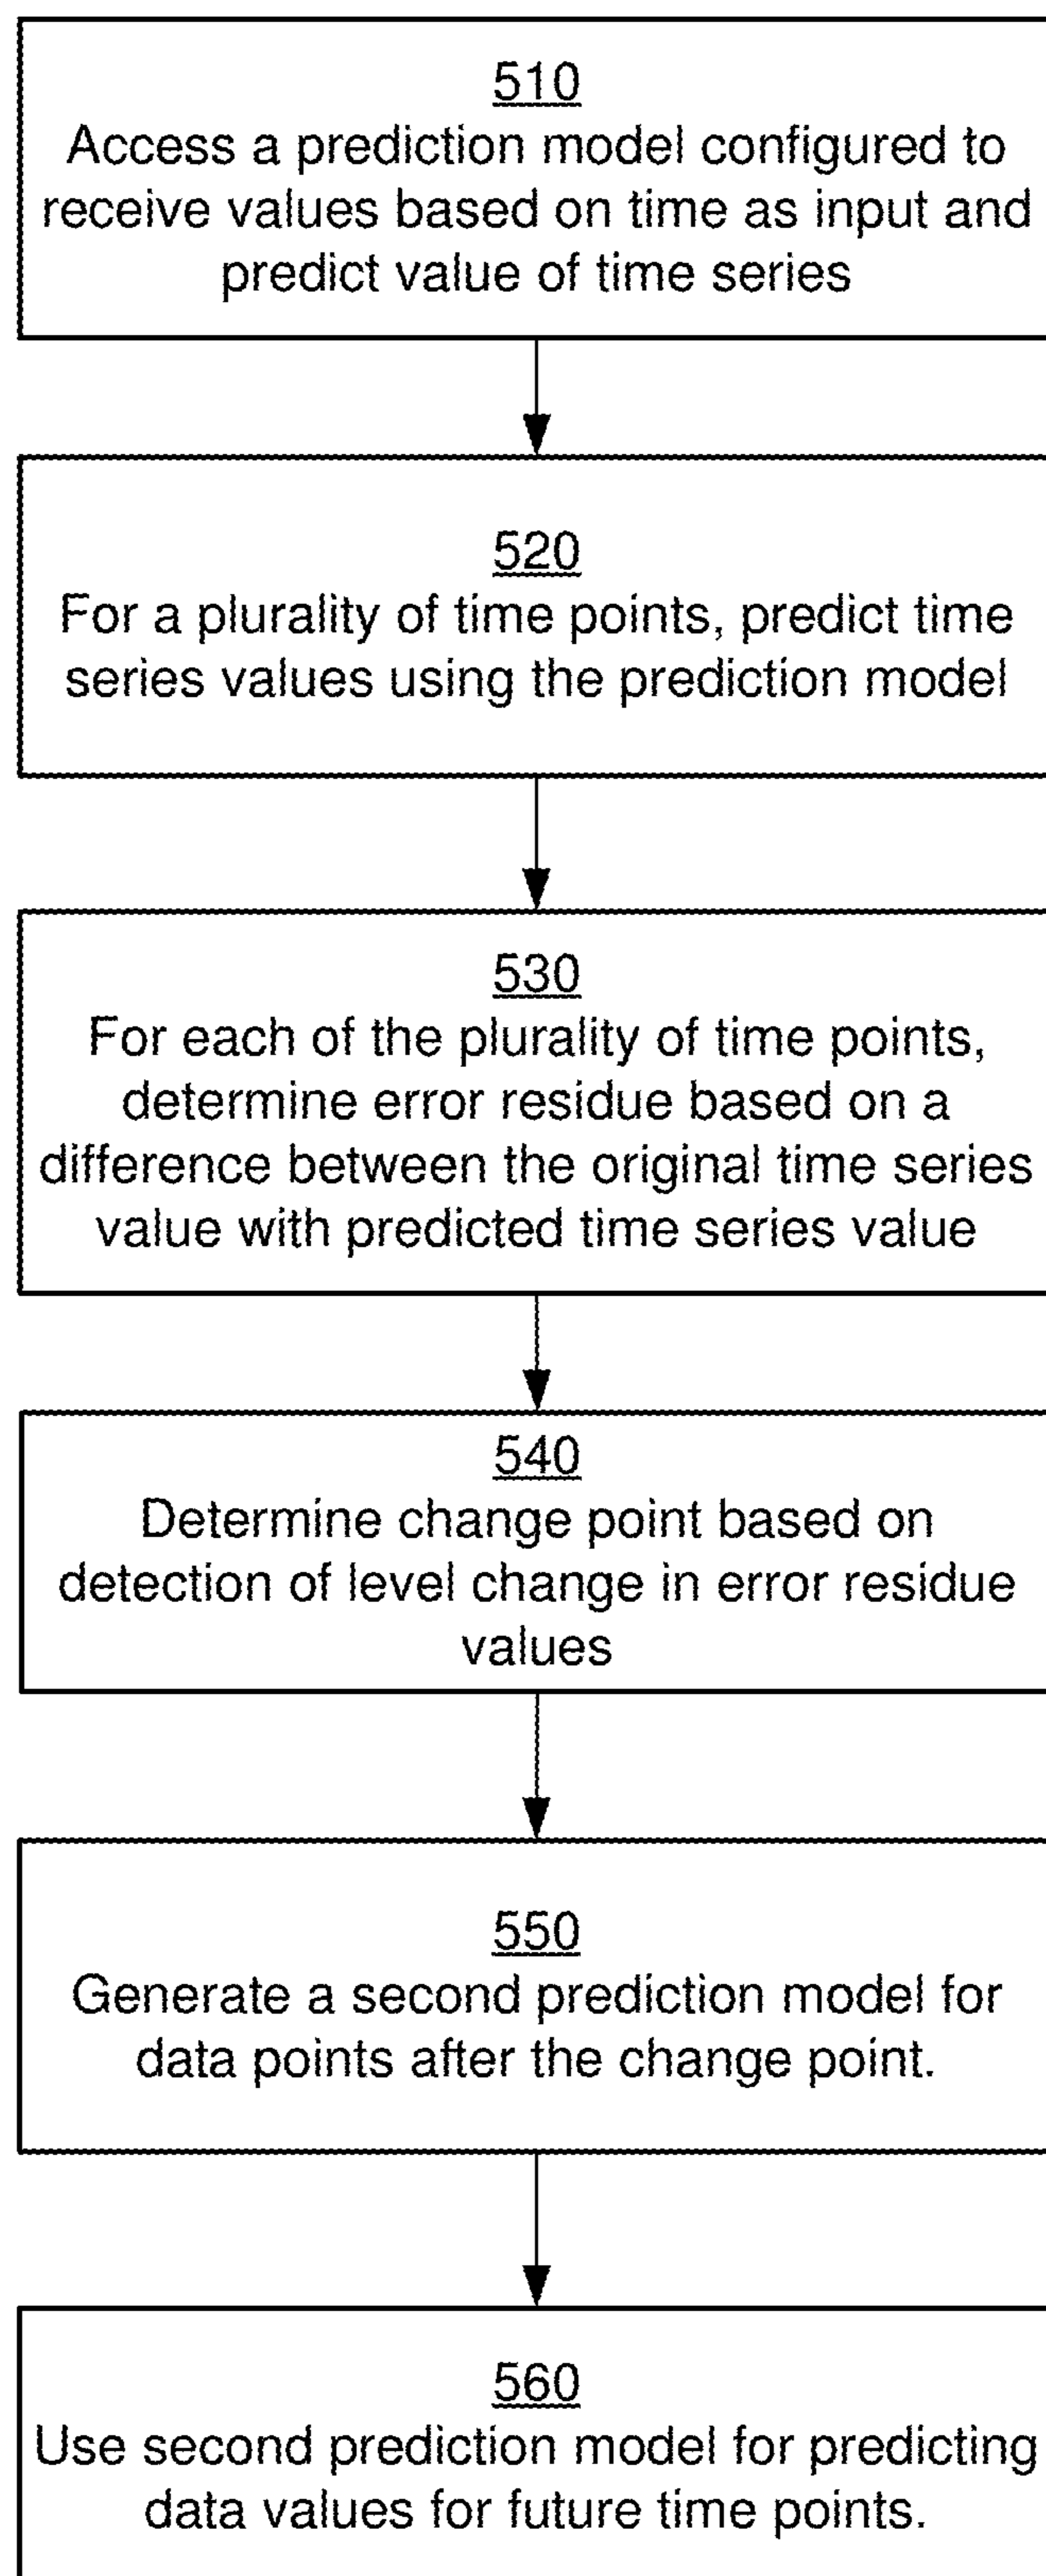 510
Access a prediction model configured to
receive values based on time as input and
predict value of time series
520
For a plurality of time points, predict time
series values using the prediction model
530
For each of the plurality of time points,
determine error residue based on a
difference between the original time series
value with predicted time series value
540
Determine change point based on
detection of level change in error residue
values
550
Generate a second prediction model for
data points after the change point.
560
Use second prediction model for predicting
data values for future time points.